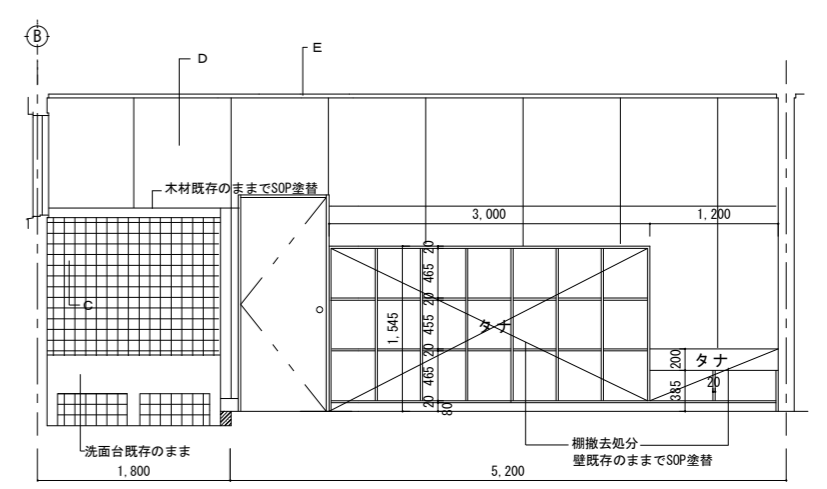 B
E
D
木材既存のままでSOP塗替
3,000
1,200
20
465
20
1,545
455
20
465
20
80
タナ
C
200
タナ
20
385
棚撤去処分
壁既存のままでSOP塗替
洗面台既存のまま
1,800
5,200